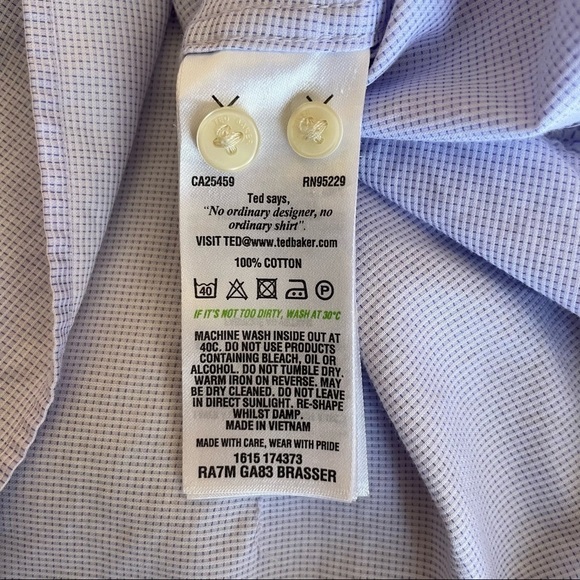 CA25459 RN95229
Ted says,
"No ordinary designer, no
ordinary shirt".
VISIT TED@www.tedbaker.com
100% COTTON
40 P
IF IT'S NOT TOO DIRTY, WASH AT 30°C
MACHINE WASH INSIDE OUT AT
40C. DO NOT USE PRODUCTS
CONTAINING BLEACH, OIL OR
ALCOHOL. DO NOT TUMBLE DRY.
WARM IRON ON REVERSE. MAY
BE DRY CLEANED. DO NOT LEAVE
IN DIRECT SUNLIGHT. RE-SHAPE
WHILST DAMP.
MADE IN VIETNAM
MADE WITH CARE, WEAR WITH PRIDE
1615 174373
RA7M GA83 BRASSER